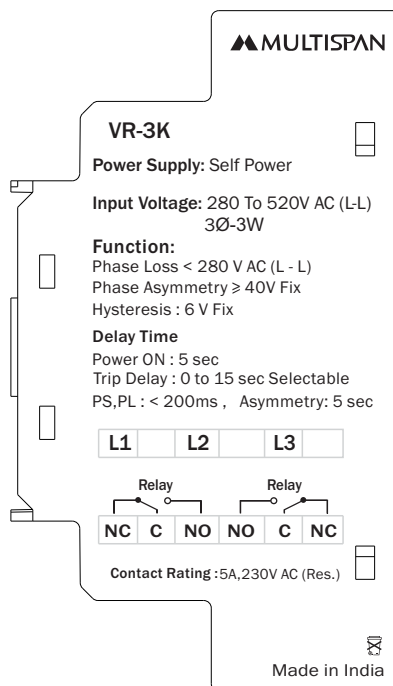 MULTISPAN
VR-3K
Power Supply: Self Power
Input Voltage: 280 To 520V AC (L-L)
3Ø-3W
Function:
Phase Loss < 280 V AC (L - L)
Phase Asymmetry ≥ 40V Fix
Hysteresis : 6 V Fix
Delay Time
Power ON : 5 sec
Trip Delay : 0 to 15 sec Selectable
PS,PL : < 200ms , Asymmetry: 5 sec
L1 L2 L3
Relay Relay
NC C NO NO C NC
Contact Rating :5A,230V AC (Res.)
Made in India